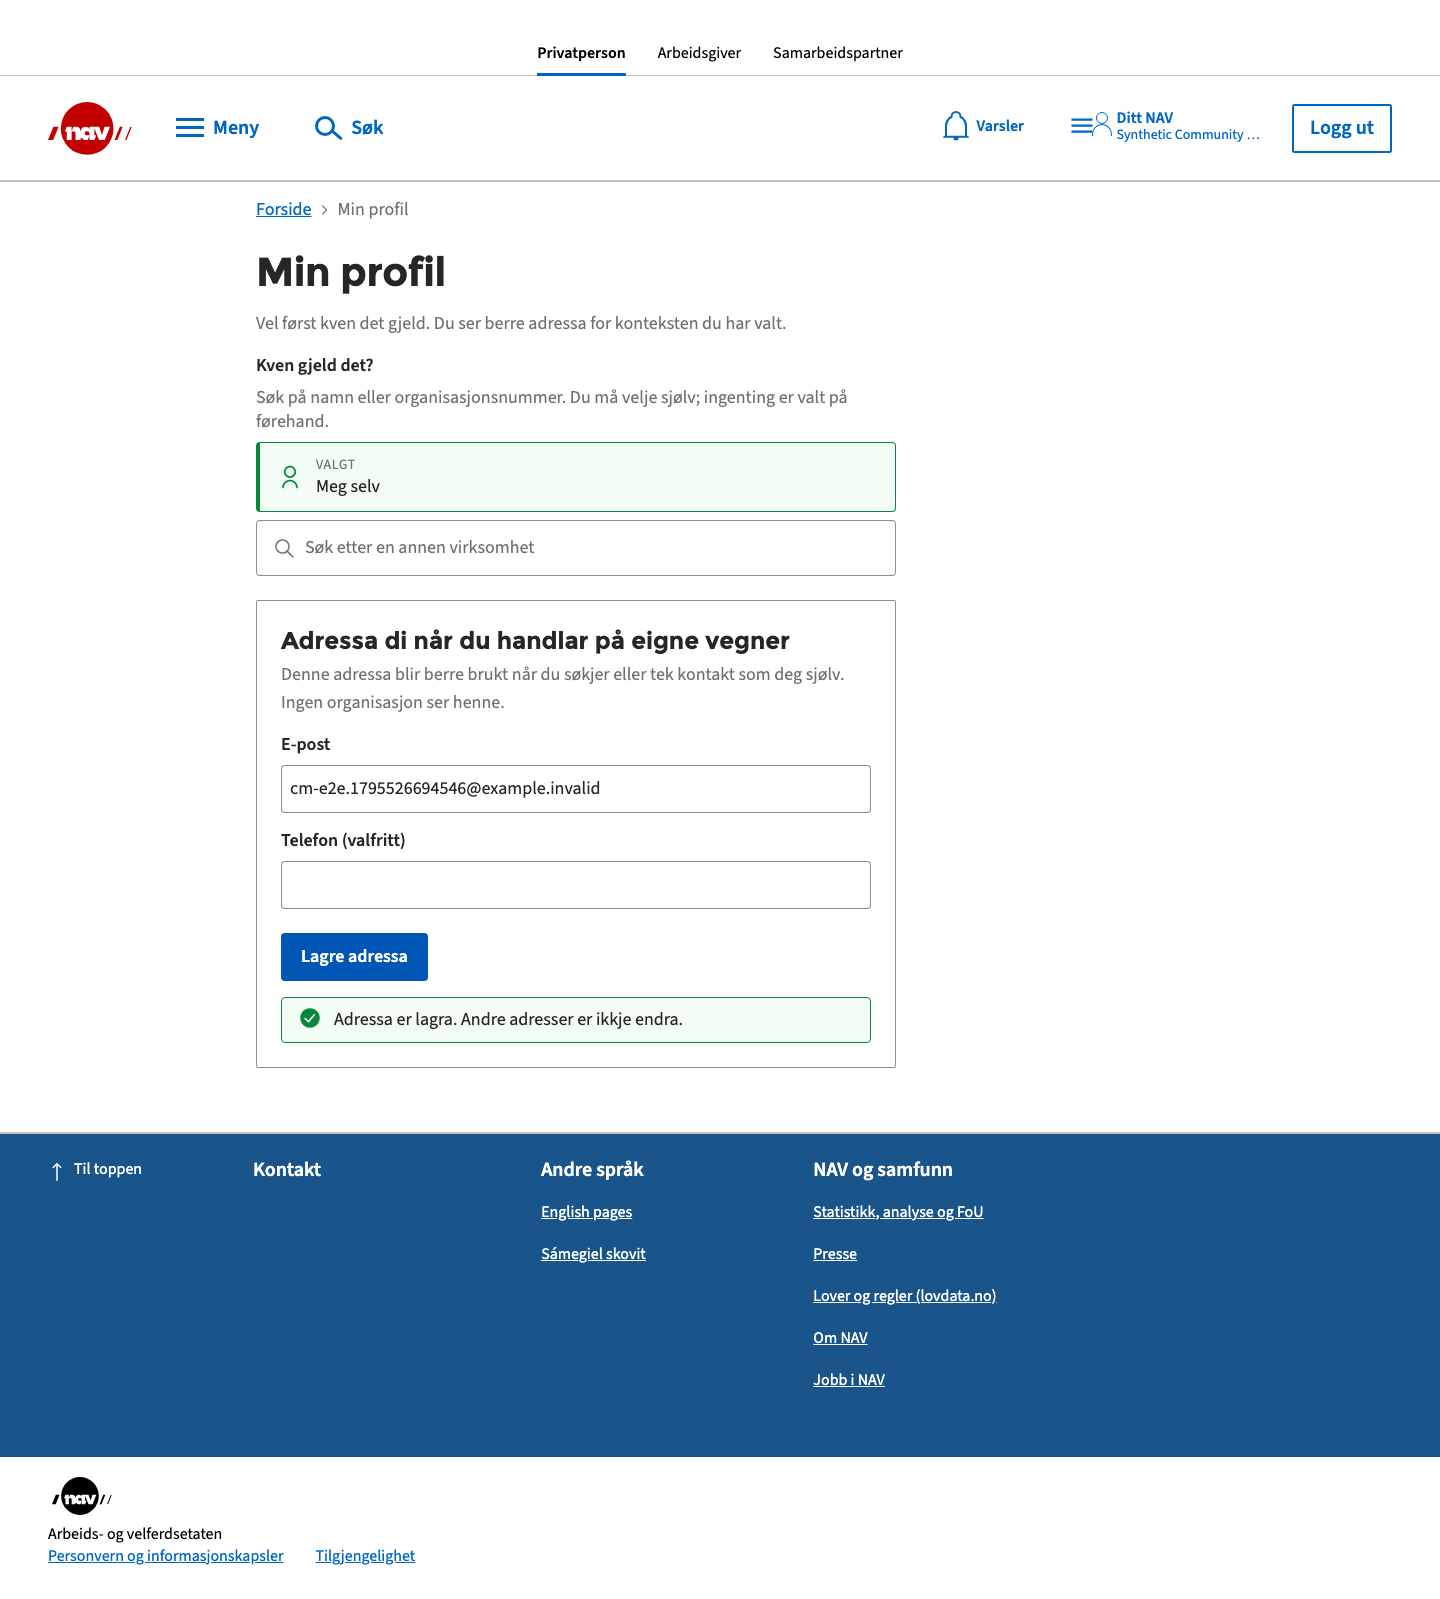 Privatperson Arbeidsgiver Samarbeidspartner
nav Meny Søk Varsler Ditt NAV
Synthetic Community …
Logg ut
Forside Min profil
Min profil
Vel først kven det gjeld. Du ser berre adressa for konteksten du har valt.
Kven gjeld det?
Søk på namn eller organisasjonsnummer. Du må velje sjølv; ingenting er valt på
førehand.
VALGT
Meg selv
Søk etter en annen virksomhet
Adressa di når du handlar på eigne vegner
Denne adressa blir berre brukt når du søkjer eller tek kontakt som deg sjølv.
Ingen organisasjon ser henne.
E-post
cm-e2e.1795526694546@example.invalid
Telefon (valfritt)
Lagre adressa
Adressa er lagra. Andre adresser er ikkje endra.
Til toppen
Kontakt
Andre språk
English pages
Sámegiel skovit
NAV og samfunn
Statistikk, analyse og FoU
Presse
Lover og regler (lovdata.no)
Om NAV
Jobb i NAV
nav
Arbeids- og velferdsetaten
Personvern og informasjonskapsler Tilgjengelighet